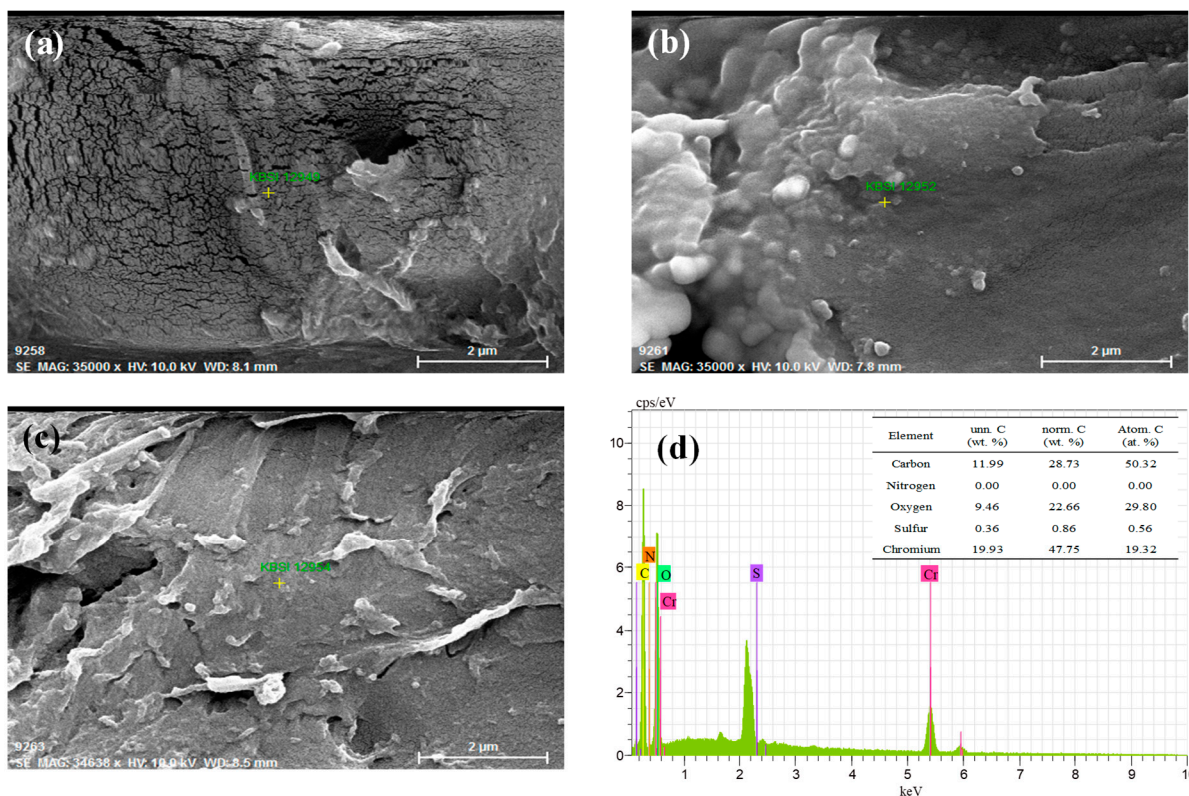 (a)
KBSI 12949
9258
2 µm
SE MAG: 35000 x HV: 10.0 kV WD: 8.1 mm
(b)
KBSI 12952
9261
2 µm
SE MAG: 35000 x HV: 10.0 kV WD: 7.8 mm
(c)
KBSI 12954
9263
2 µm
SE MAG: 34638 x HV: 10.0 kV WD: 8.5 mm
(d)
cps/eV
10
8
6
4
2
0
1 2 3 4 5 6 7 8 9 10
keV
N
C
O
Cr
S
Cr
Element unn. C (wt. %) norm. C (wt. %) Atom. C (at. %)
Carbon 11.99 28.73 50.32
Nitrogen 0.00 0.00 0.00
Oxygen 9.46 22.66 29.80
Sulfur 0.36 0.86 0.56
Chromium 19.93 47.75 19.32